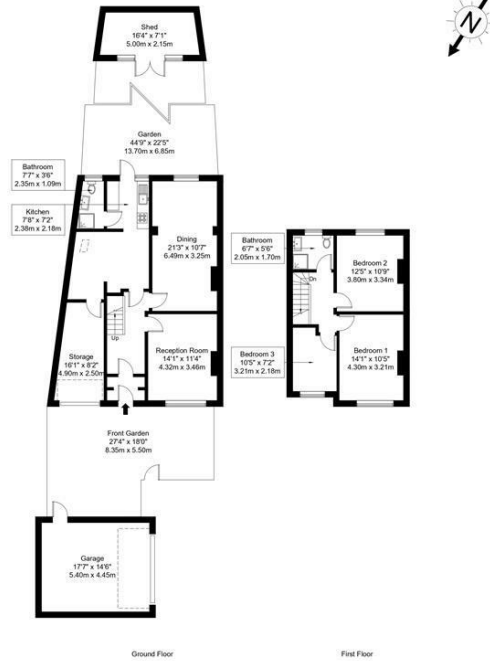 Shed
16'4" x 7'1"
5.00m x 2.15m
N
Garden
44'9" x 22'5"
13.70m x 6.85m
Bathroom
7'7" x 3'6"
2.35m x 1.09m
Kitchen
7'8" x 7'2"
2.38m x 2.18m
Dining
21'3" x 10'7"
6.49m x 3.25m
Storage
16'1" x 8'2"
4.90m x 2.50m
Up
Reception Room
14'1" x 11'4"
4.32m x 3.46m
Bathroom
6'7" x 5'6"
2.05m x 1.70m
Dn
Bedroom 2
12'5" x 10'9"
3.80m x 3.34m
Bedroom 3
10'5" x 7'2"
3.21m x 2.18m
Bedroom 1
14'1" x 10'5"
4.30m x 3.21m
Front Garden
27'4" x 18'0"
8.35m x 5.50m
Garage
17'7" x 14'6"
5.40m x 4.45m
Ground Floor
First Floor